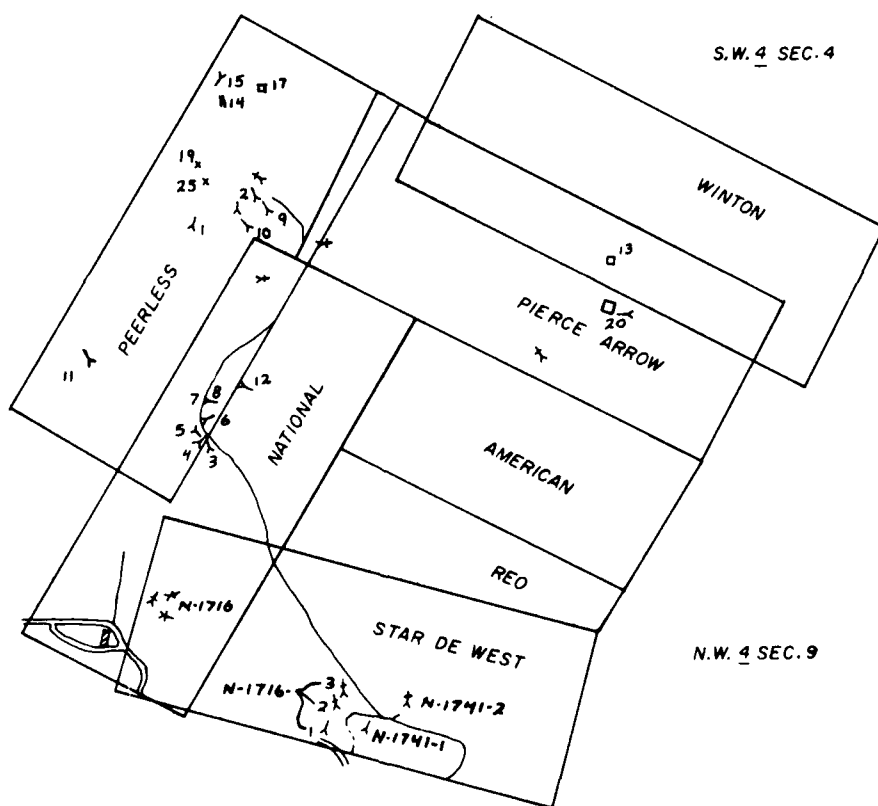 S.W. 4 SEC. 4
15
17
14
WINTON
19
25
2
9
1
10
13
PEERLESS
PIERCE ARROW
20
11
12
7
8
6
5
4
3
NATIONAL
AMERICAN
REO
N-1716
STAR DE WEST
N.W. 4 SEC. 9
N-1716-
3
2
1
N-1741-2
N-1741-1